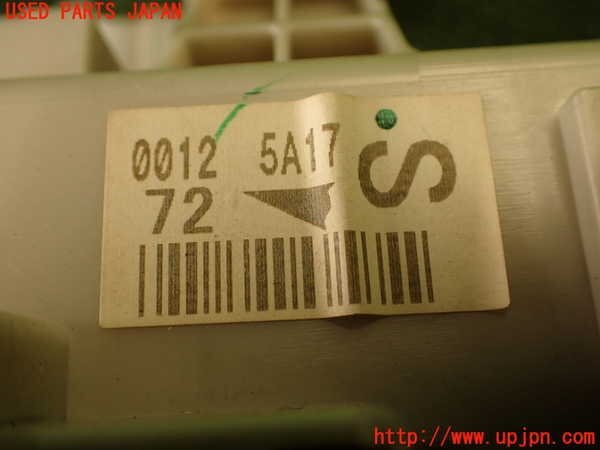 USED PARTS JAPAN
0012 5A17
72
S
http://www.upjpn.com/